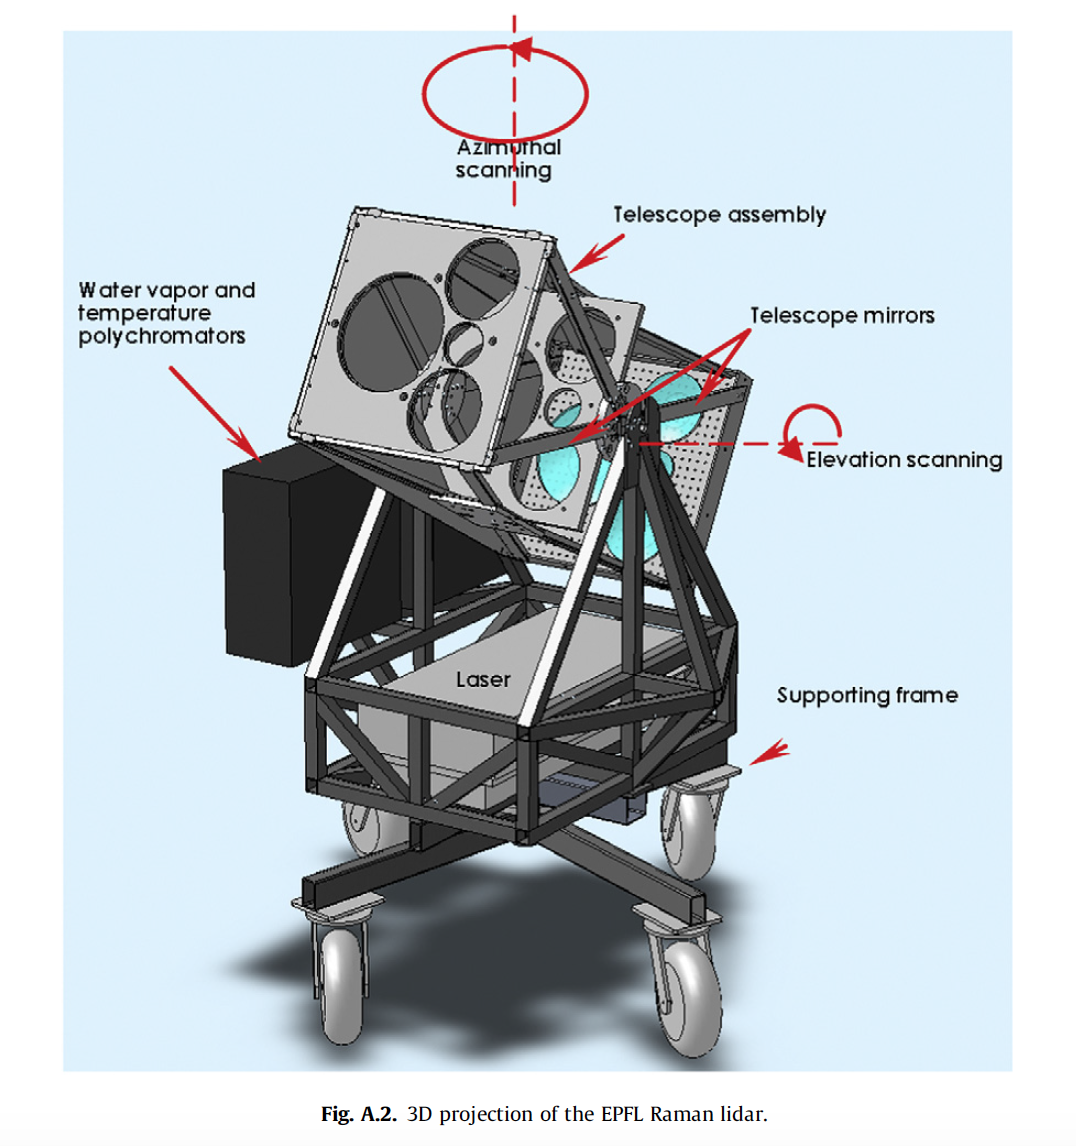 Azimuthal
scanning
Telescope assembly
Water vapor and
temperature
polychromators
Telescope mirrors
Elevation scanning
Laser
Supporting frame
Fig. A.2. 3D projection of the EPFL Raman lidar.